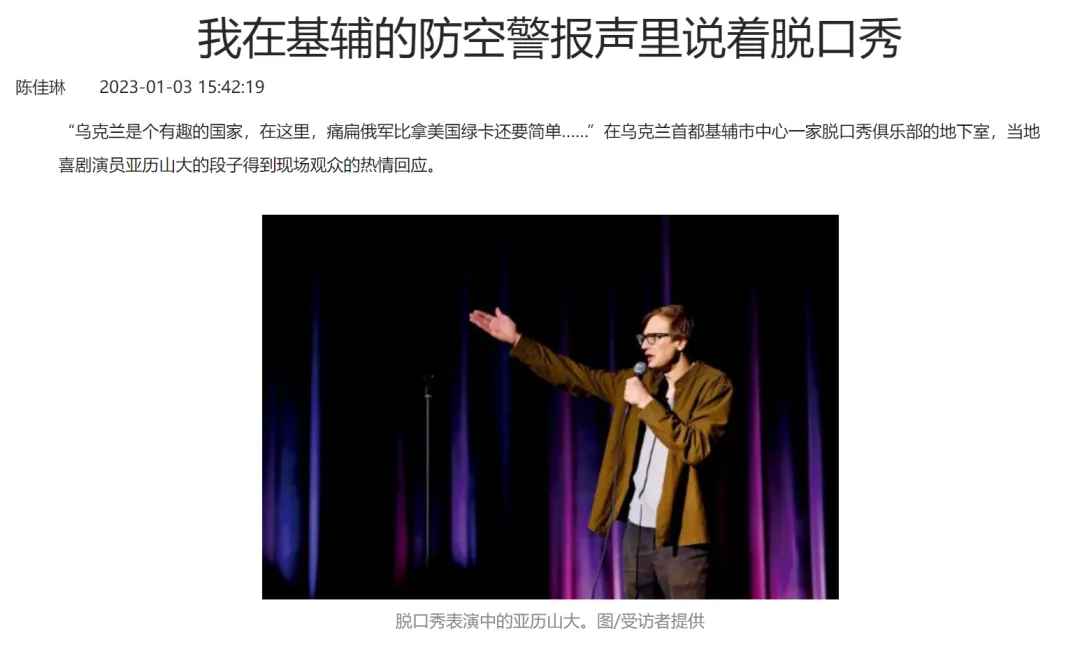 我在基辅的防空警报声里说着脱口秀
陈佳琳 2023-01-03 15:42:19
“乌克兰是个有趣的国家，在这里，痛扁俄军比拿美国绿卡还要简单……”在乌克兰首都基辅市中心一家脱口秀俱乐部的地下室，当地
喜剧演员亚历山大的段子得到现场观众的热情回应。
脱口秀表演中的亚历山大。图/受访者提供